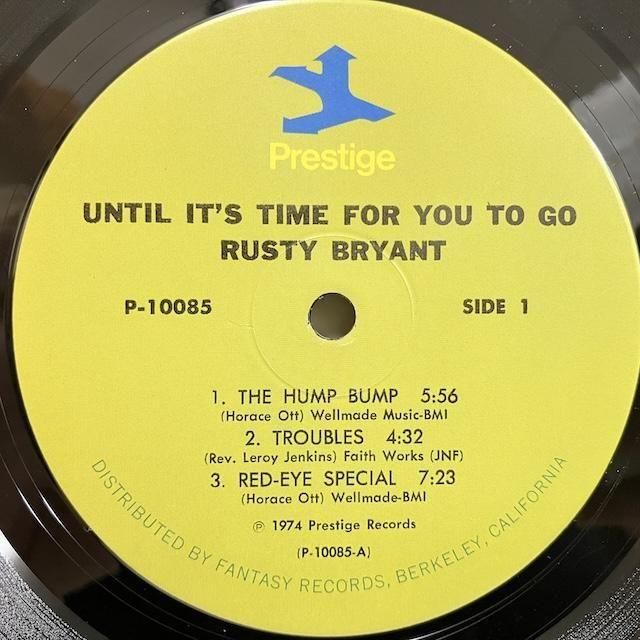 Prestige
UNTIL IT'S TIME FOR YOU TO GO
RUSTY BRYANT
P-10085
SIDE 1
1. THE HUMP BUMP 5:56
(Horace Ott) Wellmade Music-BMI
2. TROUBLES 4:32
(Rev. Leroy Jenkins) Faith Works (JNF)
3. RED-EYE SPECIAL 7:23
(Horace Ott) Wellmade-BMI
℗ 1974 Prestige Records
(P-10085-A)
DISTRIBUTED BY FANTASY RECORDS, BERKELEY, CALIFORNIA